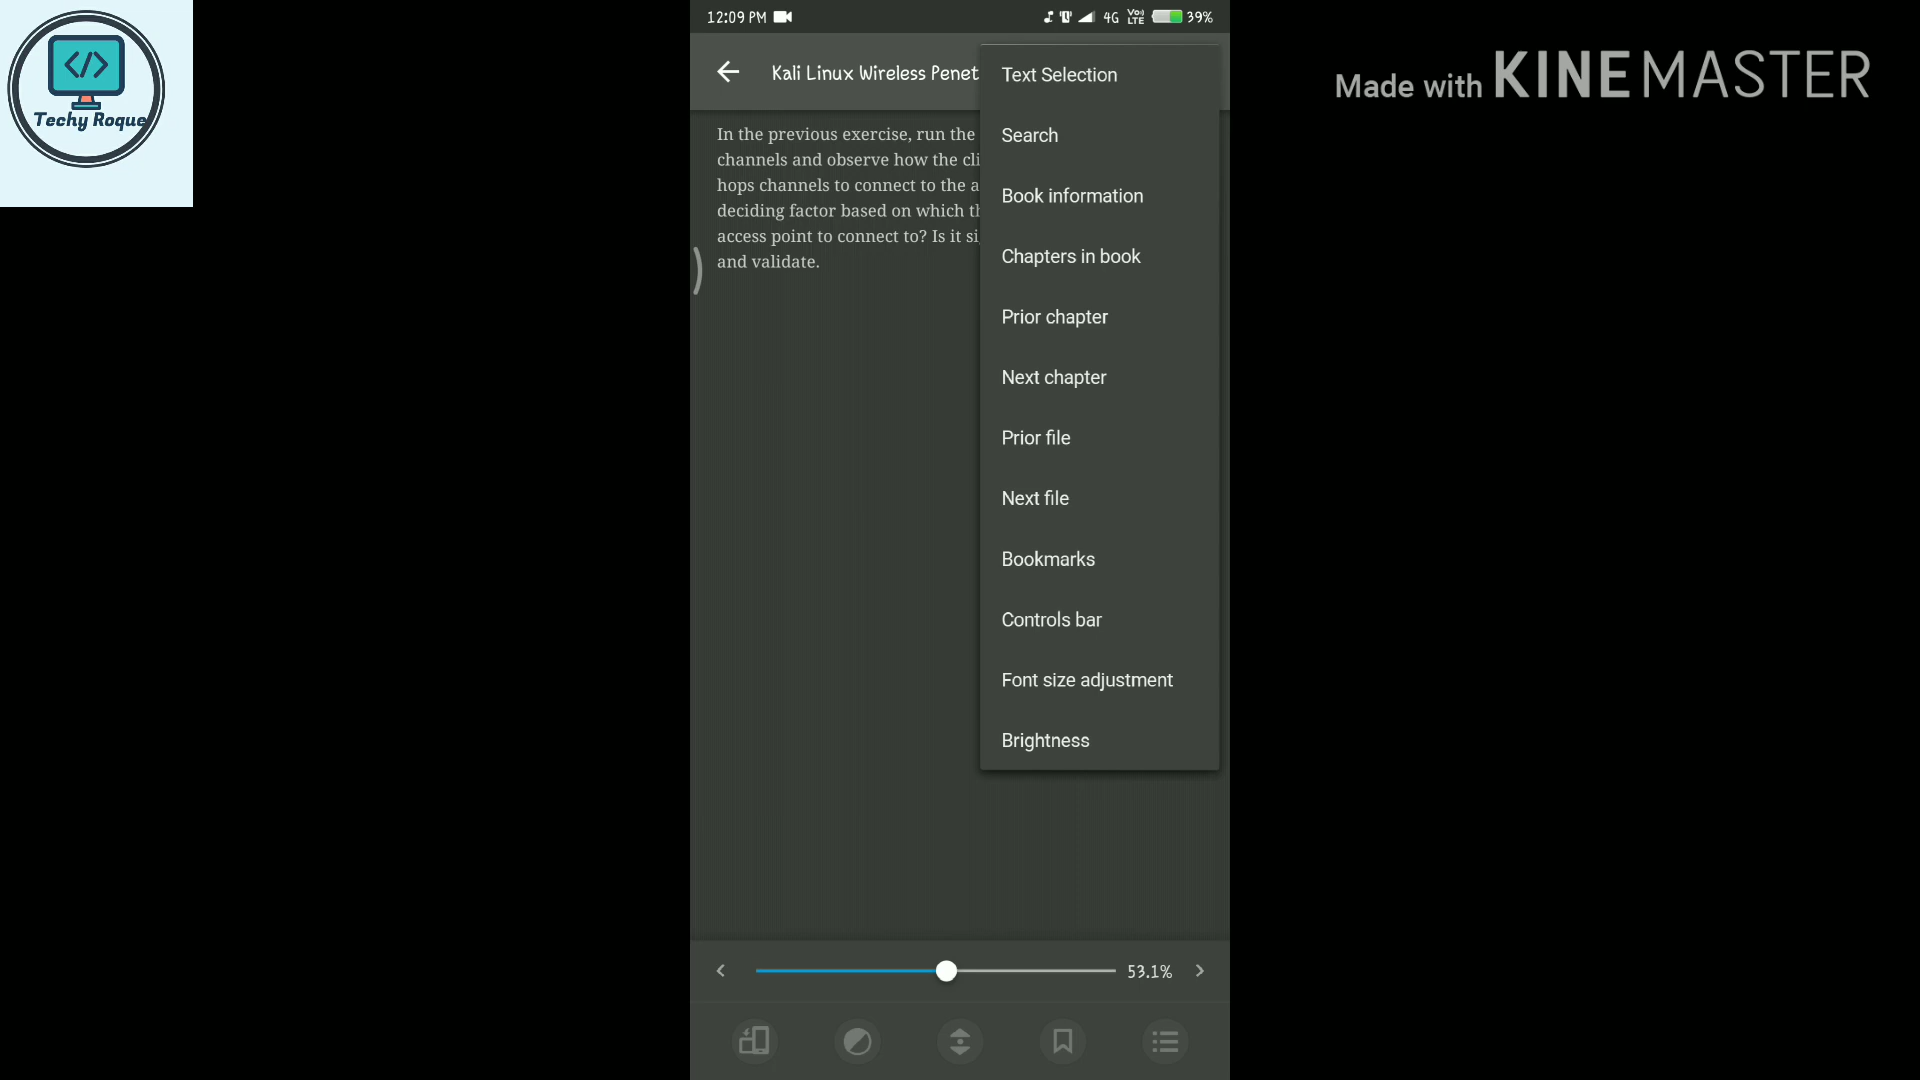 </>
Techy Roque
Made with KINEMASTER
12:09 PM
4G
Vo))
LTE
39%
Kali Linux Wireless Penet
In the previous exercise, run the
channels and observe how the cli
hops channels to connect to the a
deciding factor based on which th
access point to connect to? Is it si
and validate.
Text Selection
Search
Book information
Chapters in book
Prior chapter
Next chapter
Prior file
Next file
Bookmarks
Controls bar
Font size adjustment
Brightness
53.1%